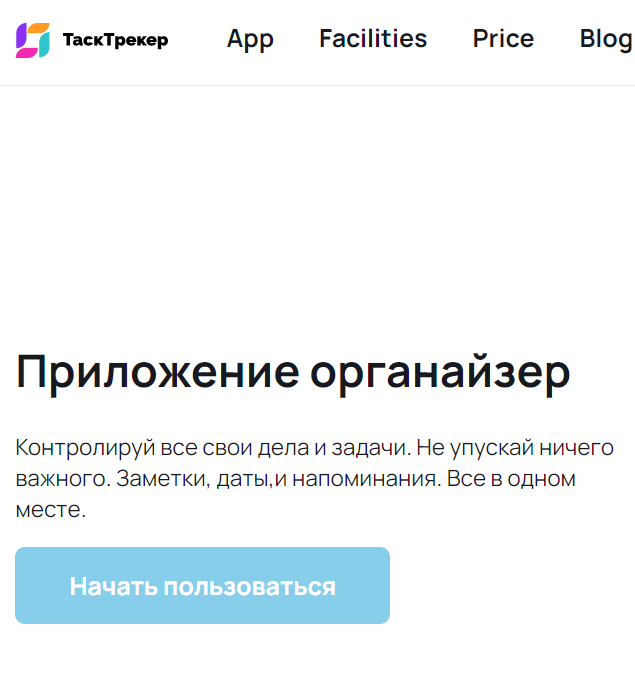 ТаскТрекер App Facilities Price Blog
Приложение органайзер
Контролируй все свои дела и задачи. Не упускай ничего
важного. Заметки, даты,и напоминания. Все в одном
месте.
Начать пользоваться